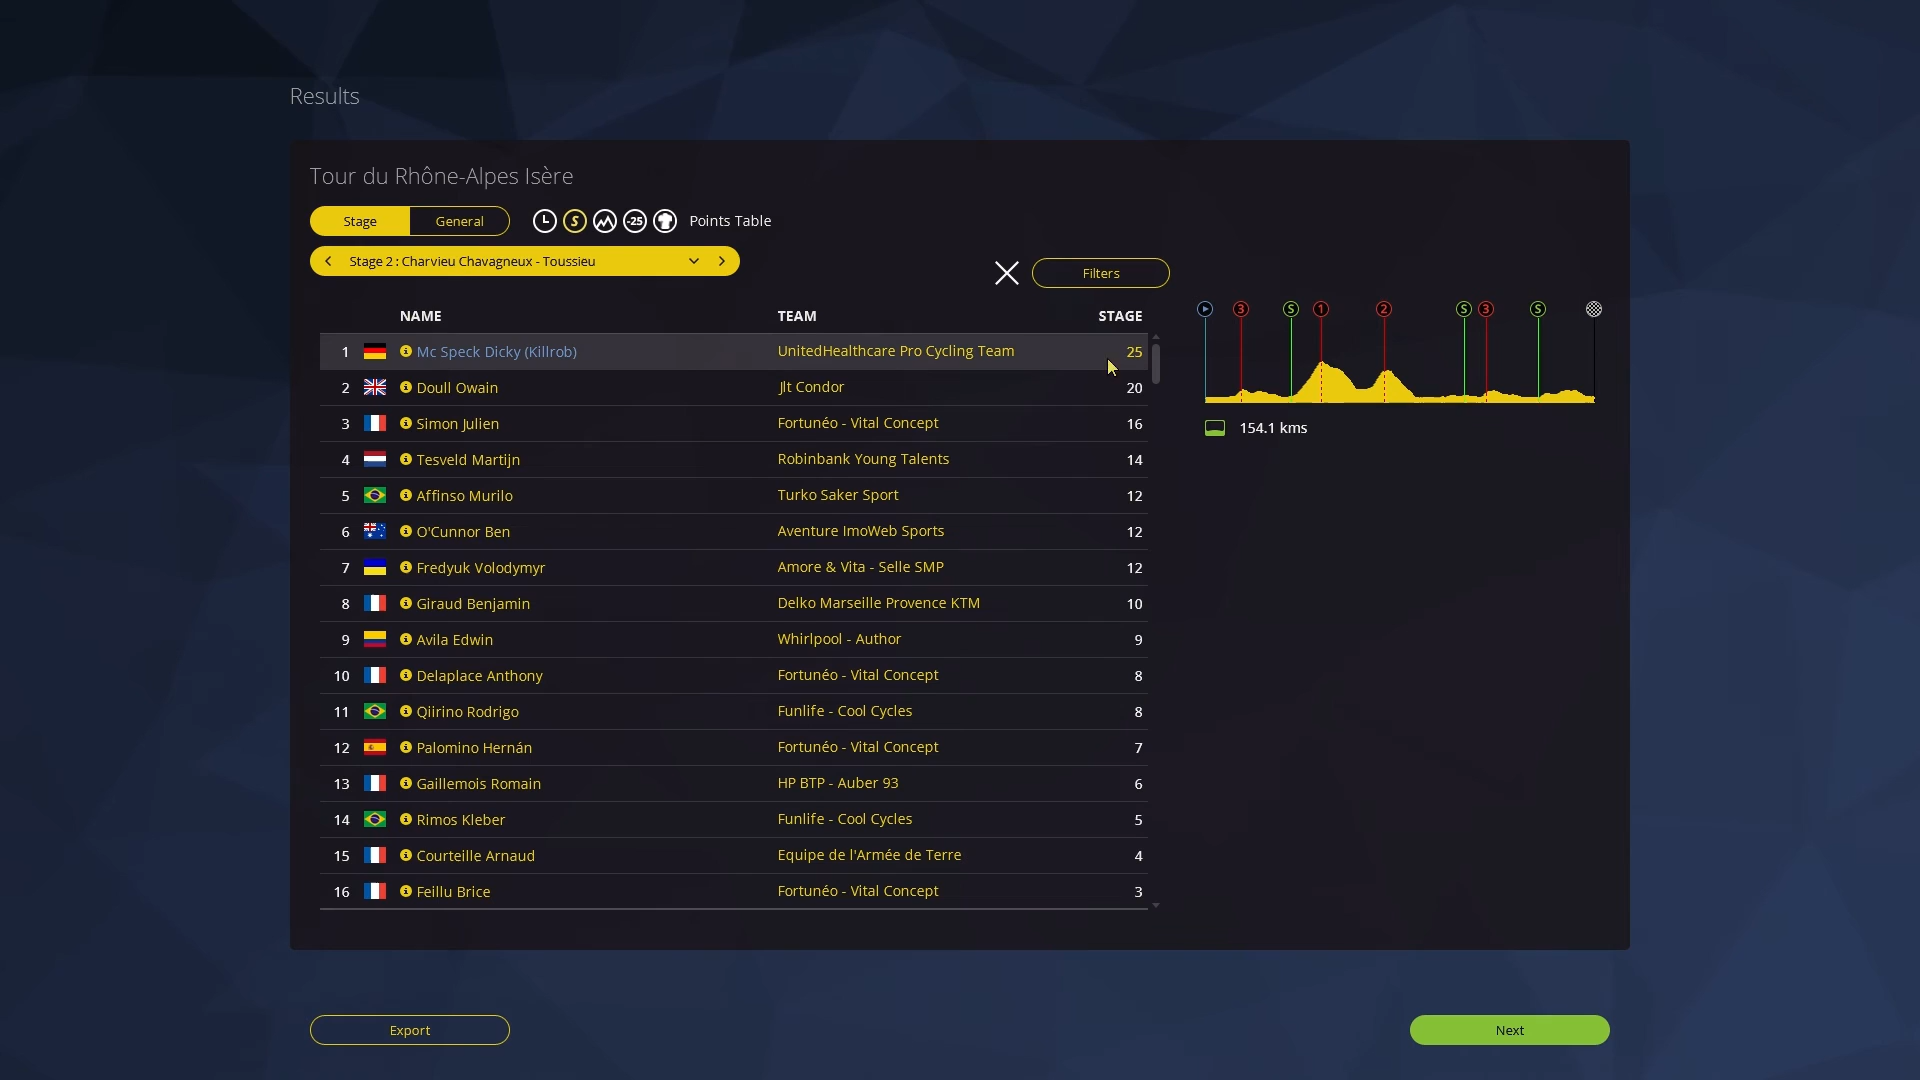 Results
Tour du Rhône-Alpes Isère
Stage General -25 Points Table
Stage 2 : Charvieu Chavagneux - Toussieu
Filters
NAME TEAM STAGE
1 Mc Speck Dicky (Killrob) UnitedHealthcare Pro Cycling Team 25
2 Doull Owain Jlt Condor 20
3 Simon Julien Fortunéo - Vital Concept 16
4 Tesveld Martijn Robinbank Young Talents 14
5 Affinso Murilo Turko Saker Sport 12
6 O'Cunnor Ben Aventure ImoWeb Sports 12
7 Fredyuk Volodymyr Amore & Vita - Selle SMP 12
8 Giraud Benjamin Delko Marseille Provence KTM 10
9 Avila Edwin Whirlpool - Author 9
10 Delaplace Anthony Fortunéo - Vital Concept 8
11 Qiirino Rodrigo Funlife - Cool Cycles 8
12 Palomino Hernán Fortunéo - Vital Concept 7
13 Gaillemois Romain HP BTP - Auber 93 6
14 Rimos Kleber Funlife - Cool Cycles 5
15 Courteille Arnaud Equipe de l'Armée de Terre 4
16 Feillu Brice Fortunéo - Vital Concept 3
3 S 1 2 S 3 S
154.1 kms
Export Next